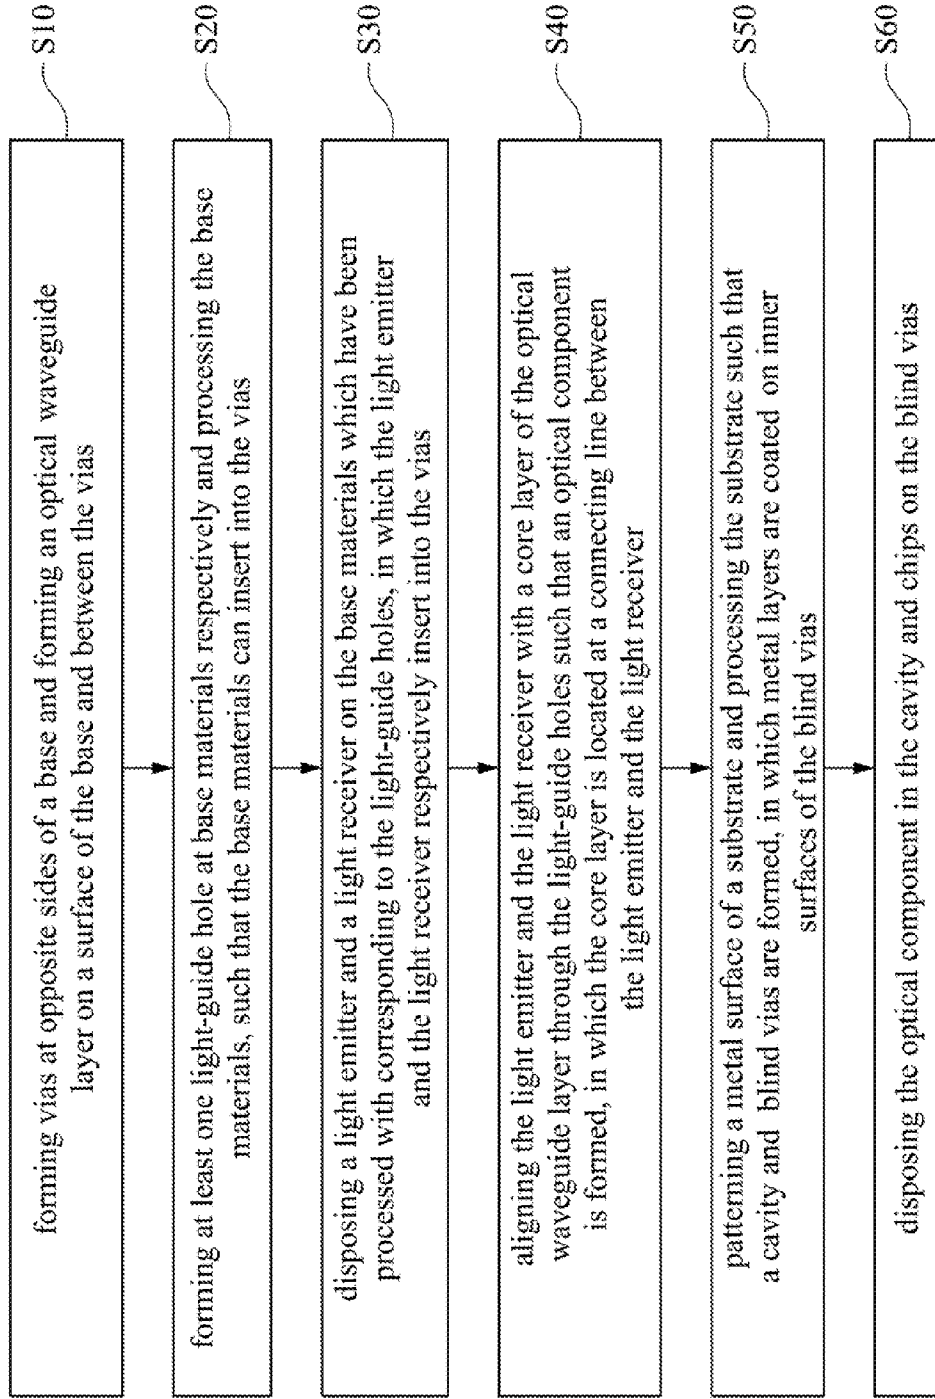 forming vias at opposite sides of a base and forming an optical waveguide
layer on a surface of the base and between the vias
S10
forming at least one light-guide hole at base materials respectively and processing the base
materials, such that the base materials can insert into the vias
S20
disposing a light emitter and a light receiver on the base materials which have been
processed with corresponding to the light-guide holes, in which the light emitter
and the light receiver respectively insert into the vias
S30
aligning the light emitter and the light receiver with a core layer of the optical
waveguide layer through the light-guide holes such that an optical component
is formed, in which the core layer is located at a connecting line between
the light emitter and the light receiver
S40
patterning a metal surface of a substrate and processing the substrate such that
a cavity and blind vias are formed, in which metal layers are coated on inner
surfaces of the blind vias
S50
disposing the optical component in the cavity and chips on the blind vias
S60